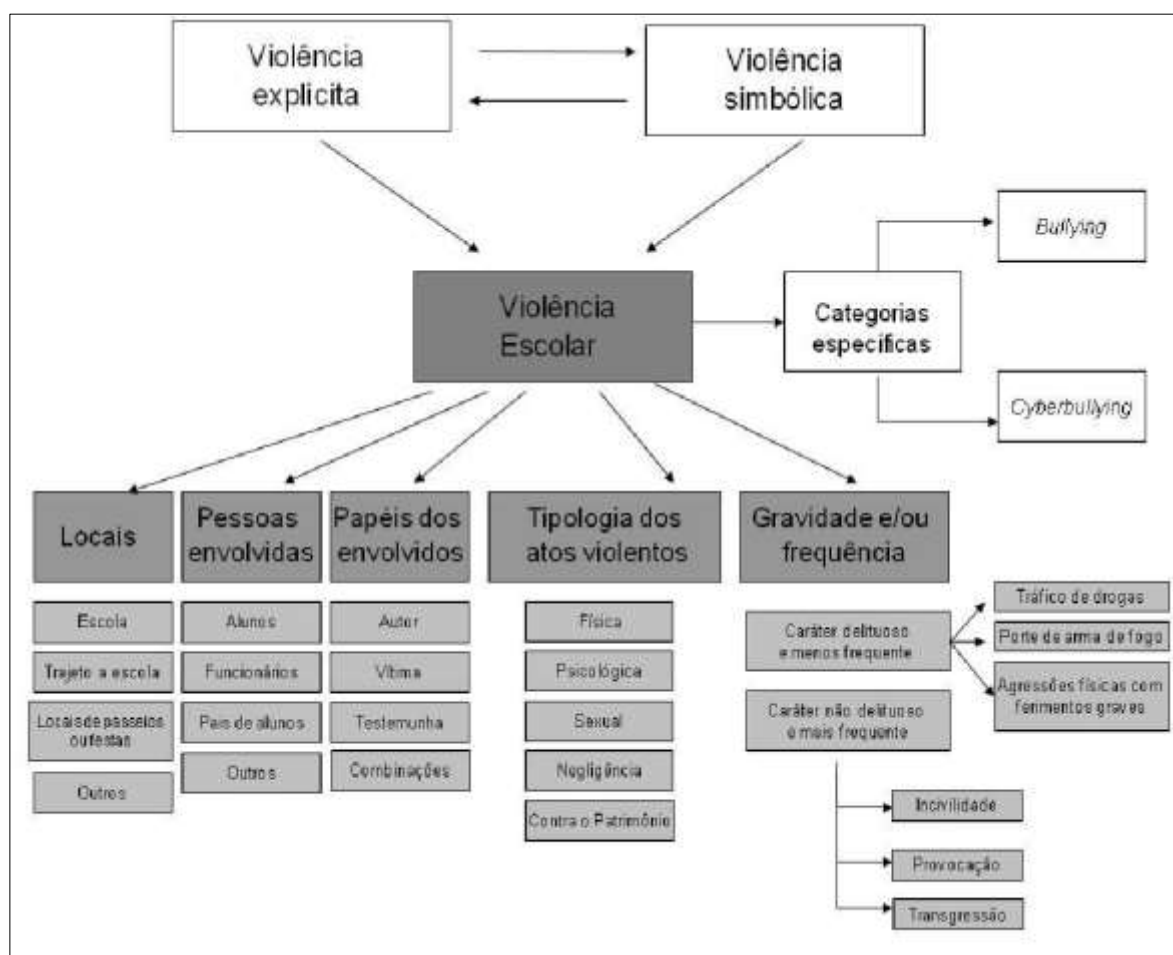 Violência
explícita
Violência
simbólica
Bullying
Violência
Escolar
Categorias
específicas
Cyberbullying
Locais
Pessoas
envolvidas
Papéis dos
envolvidos
Tipologia dos
atos violentos
Gravidade e/ou
frequência
Escola
Trajeto a escola
Locais de passeios
ou festas
Outros
Alunos
Funcionários
Pais de alunos
Outros
Autor
Vítima
Testemunha
Combinações
Física
Psicológica
Sexual
Negligência
Contra o Patrimônio
Caráter delituoso
e menos frequente
Tráfico de drogas
Porte de arma de fogo
Agressões físicas com
ferimentos graves
Caráter não delituoso
e mais frequente
Incivilidade
Provocação
Transgressão